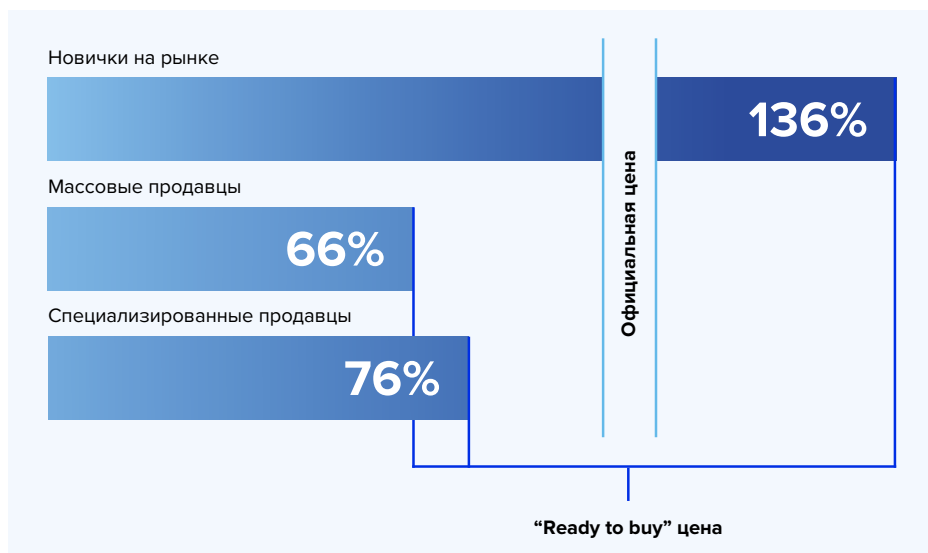 Новички на рынке
136%
Официальная цена
Массовые продавцы
66%
Специализированные продавцы
76%
“Ready to buy” цена